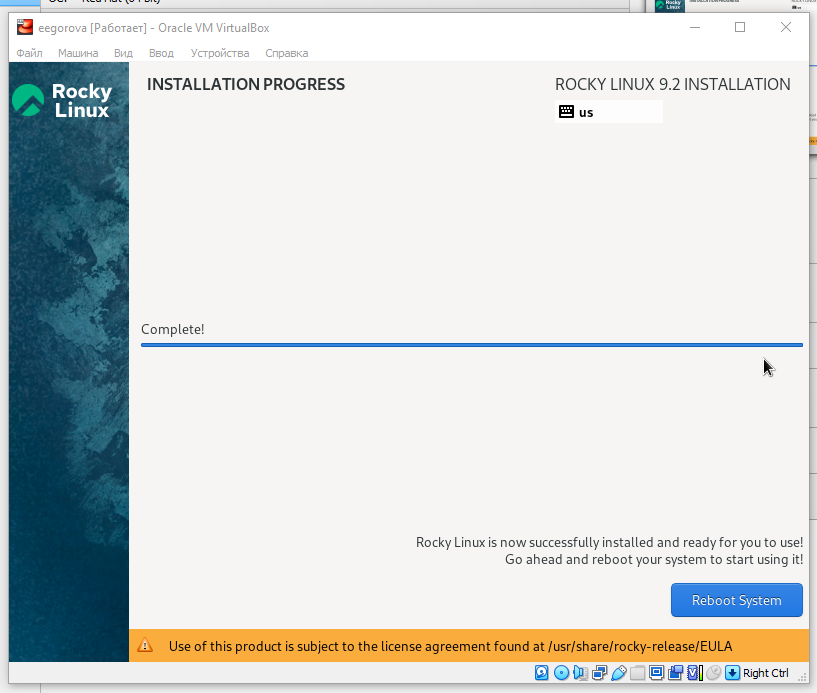 eegorova [Работает] - Oracle VM VirtualBox
Файл Машина Вид Ввод Устройства Справка
Rocky
Linux
INSTALLATION PROGRESS
ROCKY LINUX 9.2 INSTALLATION
us
Complete!
Rocky Linux is now successfully installed and ready for you to use!
Go ahead and reboot your system to start using it!
Reboot System
Use of this product is subject to the license agreement found at /usr/share/rocky-release/EULA
Right Ctrl